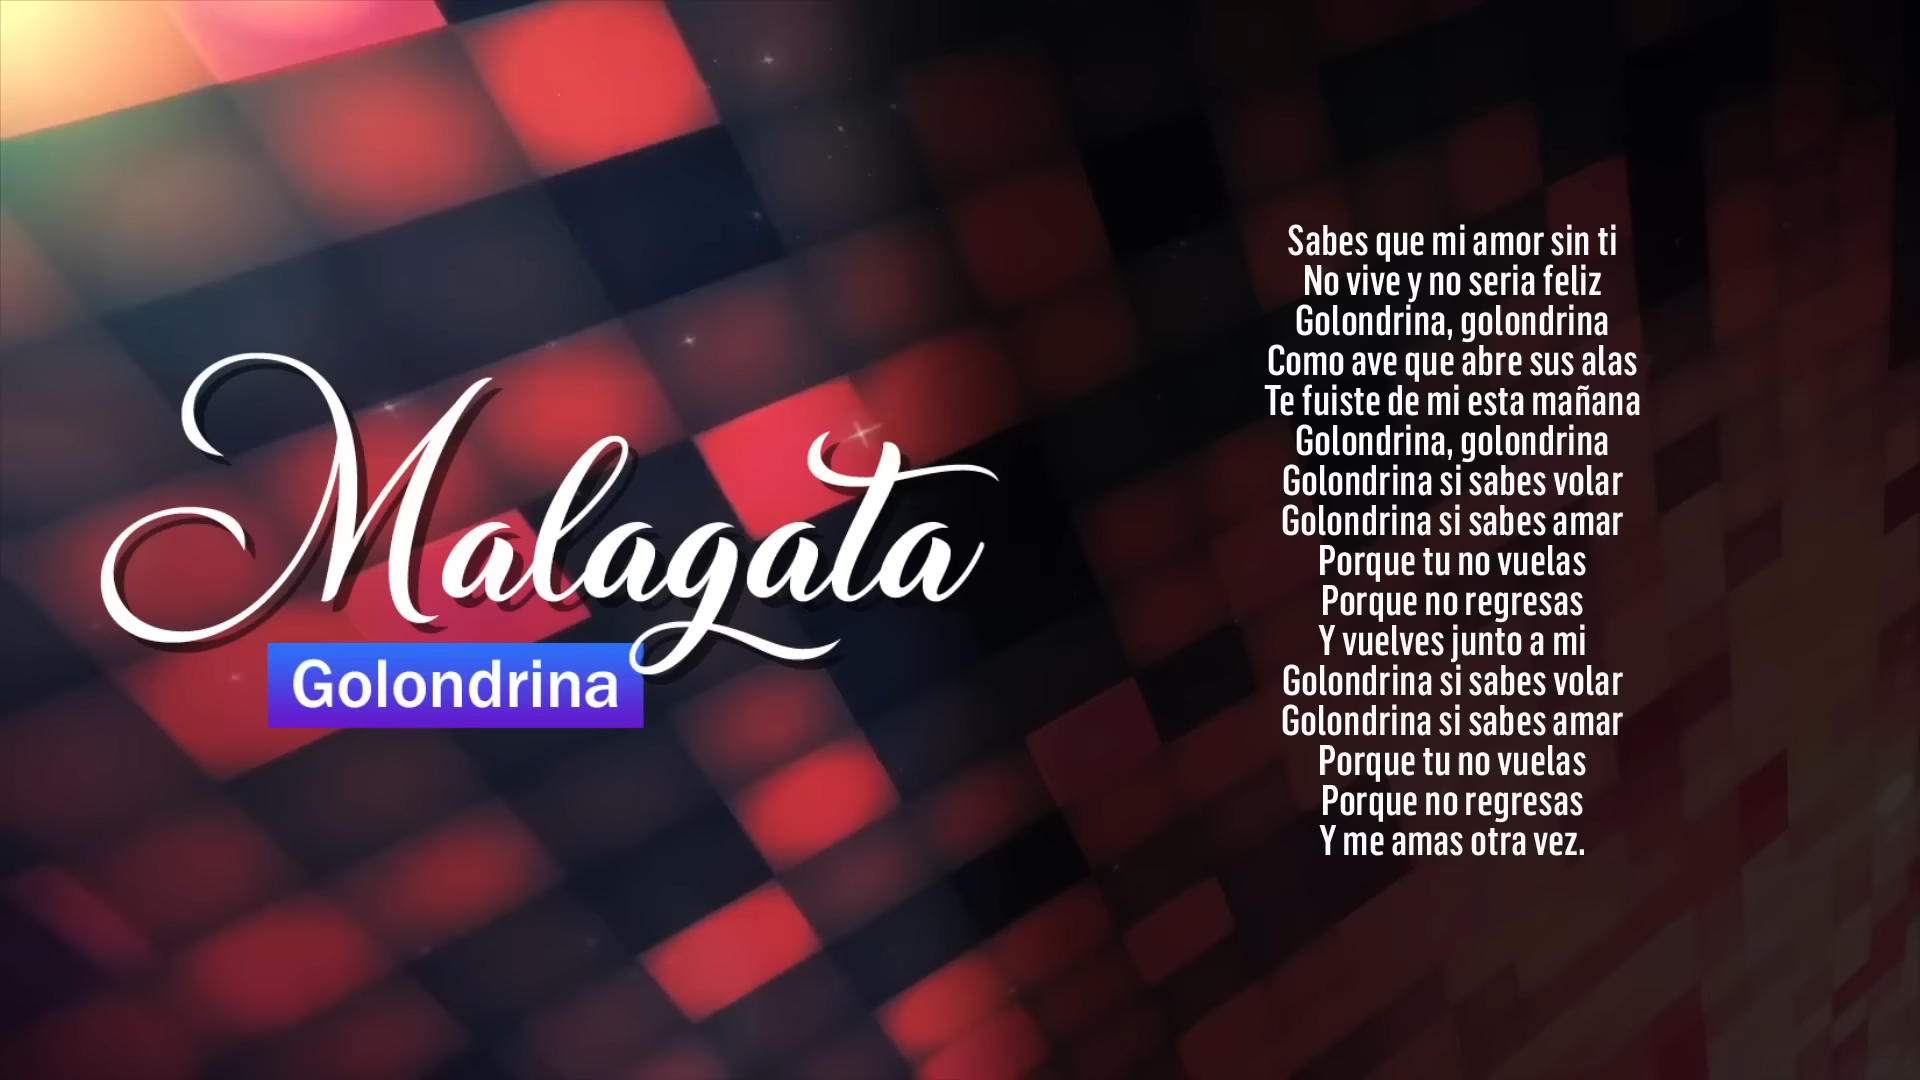 Malagata
Golondrina
Sabes que mi amor sin ti
No vive y no seria feliz
Golondrina, golondrina
Como ave que abre sus alas
Te fuiste de mi esta mañana
Golondrina, golondrina
Golondrina si sabes volar
Golondrina si sabes amar
Porque tu no vuelas
Porque no regresas
Y vuelves junto a mi
Golondrina si sabes volar
Golondrina si sabes amar
Porque tu no vuelas
Porque no regresas
Y me amas otra vez.